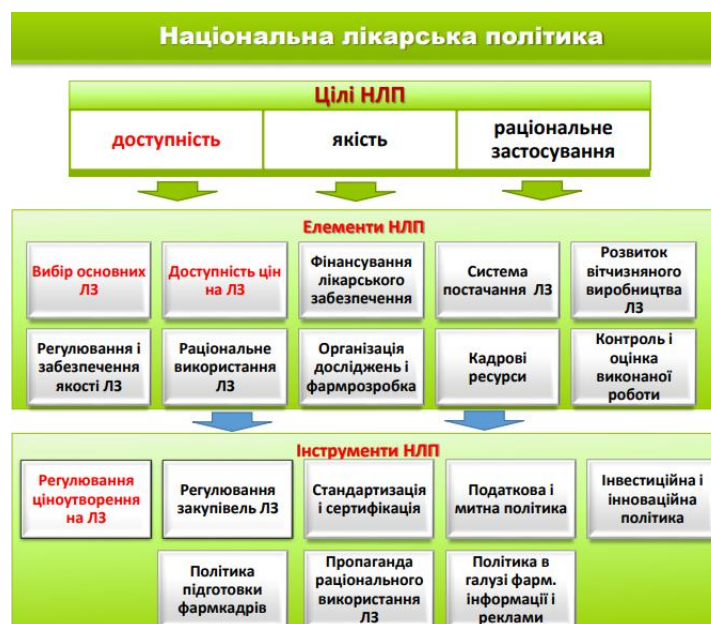 Національна лікарська політика
Цілі НЛП
доступність
якість
раціональне
застосування
Елементи НЛП
Вибір основних
ЛЗ
Доступність цін
на ЛЗ
Фінансування
лікарського
забезпечення
Система
постачання ЛЗ
Розвиток
вітчизняного
виробництва
ЛЗ
Регулювання і
забезпечення
якості ЛЗ
Раціональне
використання
ЛЗ
Організація
досліджень і
фармрозробка
Кадрові
ресурси
Контроль і
оцінка
виконаної
роботи
Інструменти НЛП
Регулювання
ціноутворення
на ЛЗ
Регулювання
закупівель ЛЗ
Стандартизація
і сертифікація
Податкова і
митна політика
Інвестиційна і
інноваційна
політика
Політика
підготовки
фармкадрів
Пропаганда
раціонального
використання
ЛЗ
Політика в
галузі фарм.
інформації і
реклами